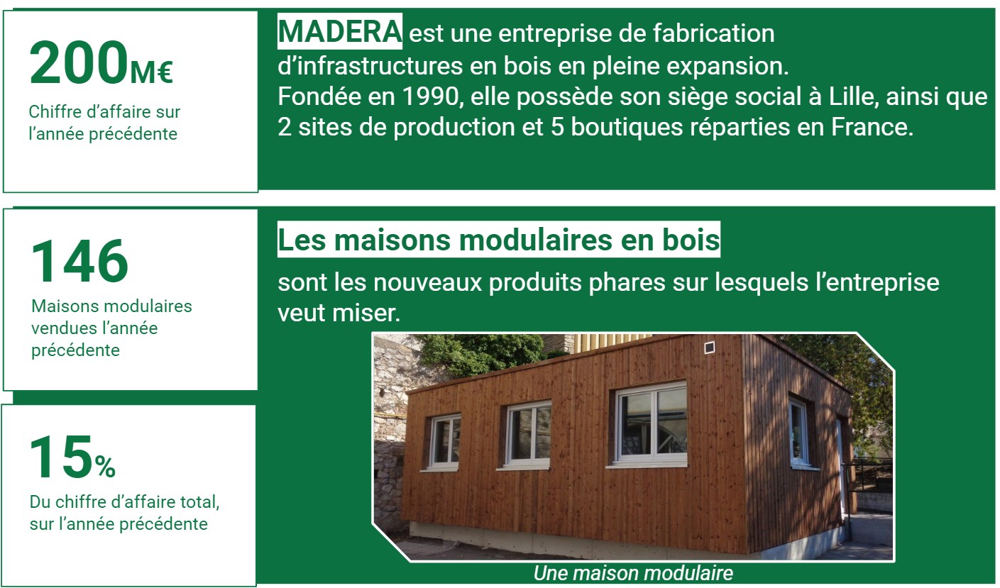 200M€
Chiffre d’affaire sur
l’année précédente
MADERA est une entreprise de fabrication
d’infrastructures en bois en pleine expansion.
Fondée en 1990, elle possède son siège social à Lille, ainsi que
2 sites de production et 5 boutiques réparties en France.
146
Maisons modulaires
vendues l’année
précédente
Les maisons modulaires en bois
sont les nouveaux produits phares sur lesquels l’entreprise
veut miser.
15%
Du chiffre d’affaire total,
sur l’année précédente
Une maison modulaire